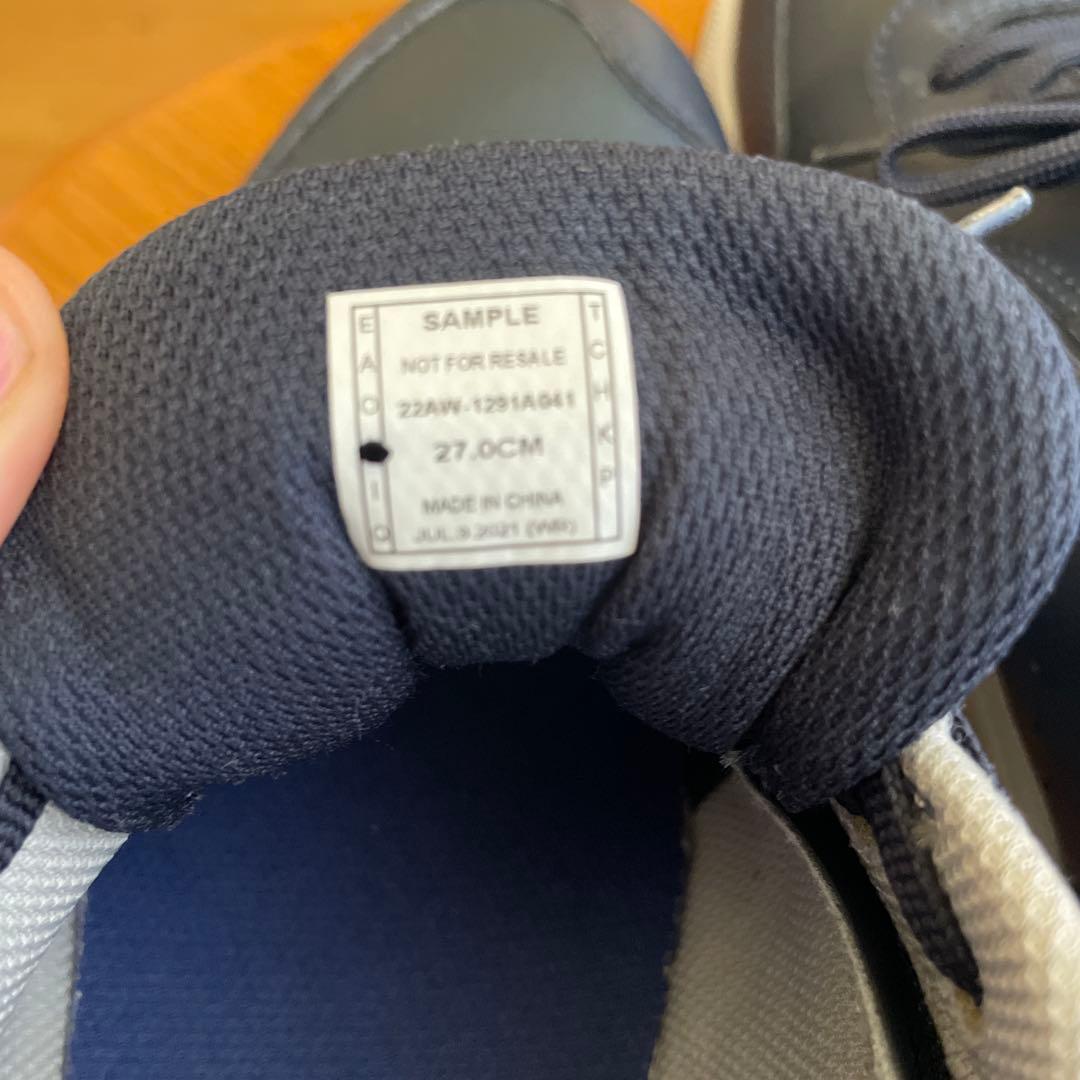 SAMPLE
NOT FOR RESALE
22AW-1291A041
27.0CM
MADE IN CHINA
JUL.9.2021
E
A
O
I
O
T
C
H
K
P